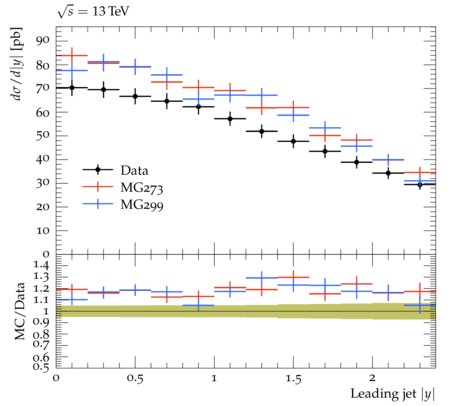 √s = 13 TeV
dσ/d|y| [pb]
90
80
70
60
50
40
30
20
10
0
Data
MG273
MG299
MC/Data
1.4
1.3
1.2
1.1
1
0.9
0.8
0.7
0.6
0.5
0 0.5 1 1.5 2
Leading jet |y|